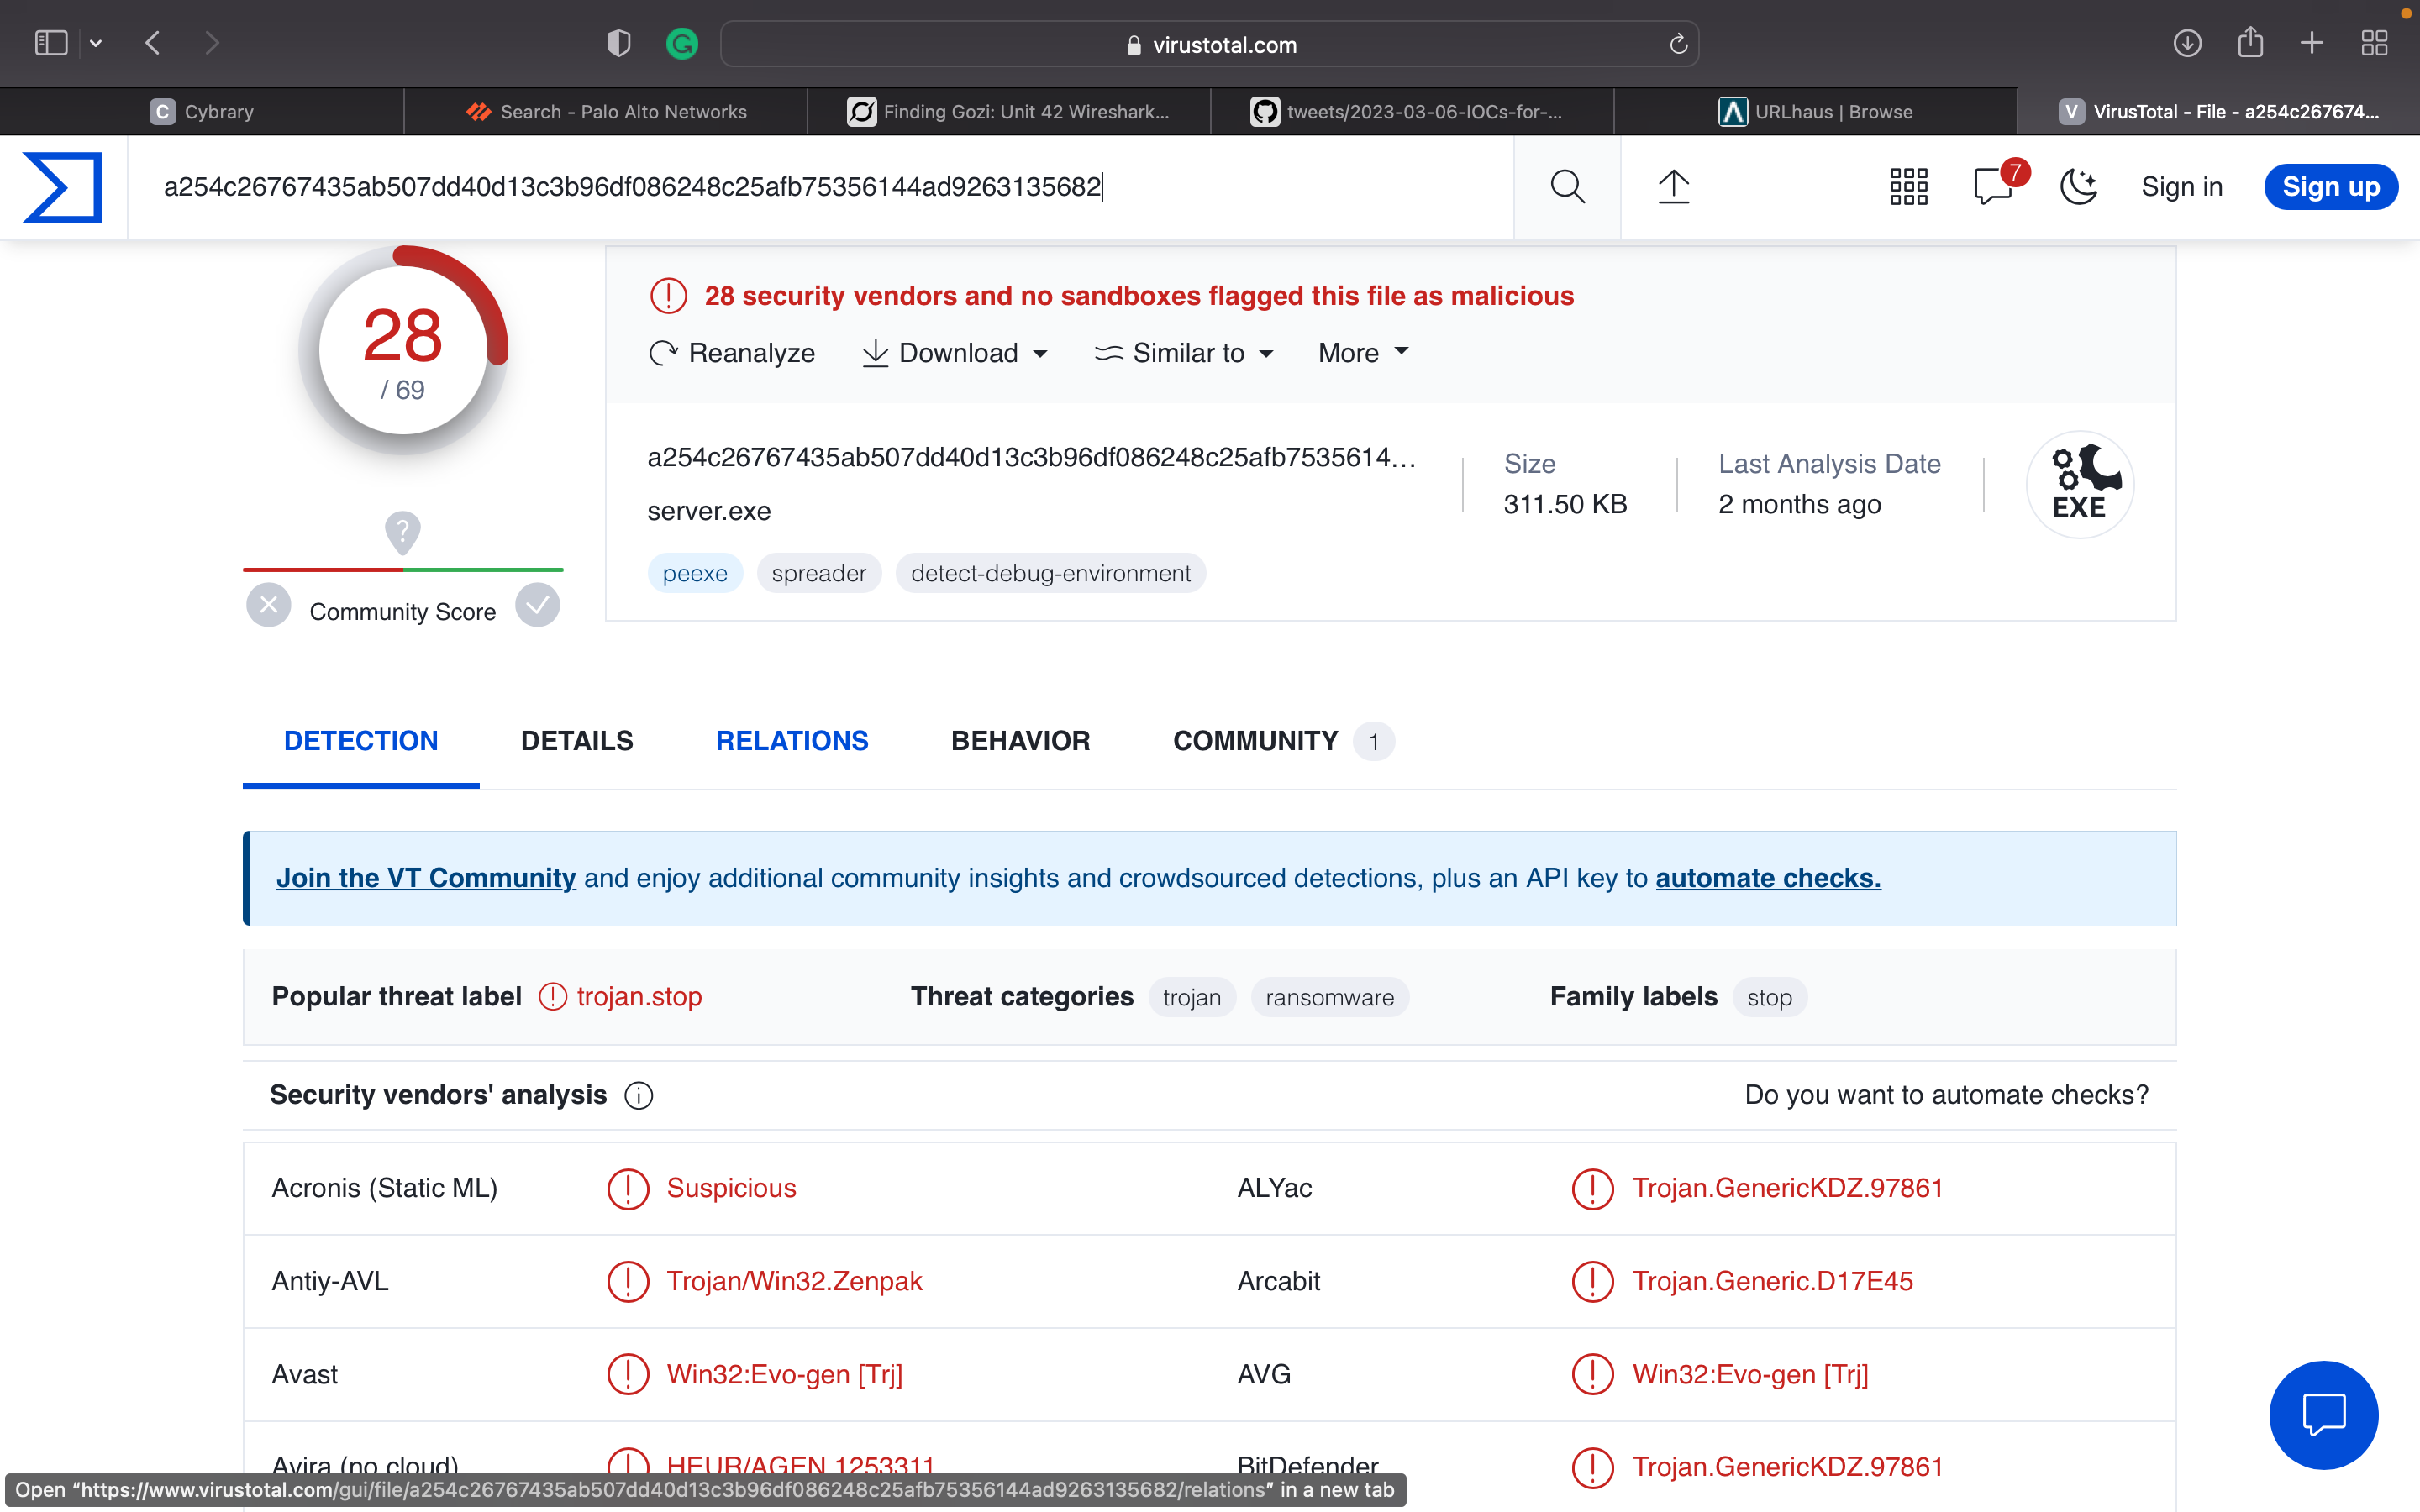 virustotal.com
Cybrary
Search - Palo Alto Networks
Finding Gozi: Unit 42 Wireshark...
tweets/2023-03-06-IOCs-for-...
URLhaus | Browse
VirusTotal - File - a254c267674...
a254c26767435ab507dd40d13c3b96df086248c25afb75356144ad9263135682
7
Sign in
Sign up
28
/ 69
28 security vendors and no sandboxes flagged this file as malicious
Reanalyze
Download
Similar to
More
a254c26767435ab507dd40d13c3b96df086248c25afb7535614...
server.exe
Size
311.50 KB
Last Analysis Date
2 months ago
EXE
peexe
spreader
detect-debug-environment
Community Score
DETECTION
DETAILS
RELATIONS
BEHAVIOR
COMMUNITY
1
Join the VT Community and enjoy additional community insights and crowdsourced detections, plus an API key to automate checks.
Popular threat label
trojan.stop
Threat categories
trojan
ransomware
Family labels
stop
Security vendors' analysis
Do you want to automate checks?
Acronis (Static ML)
Suspicious
ALYac
Trojan.GenericKDZ.97861
Antiy-AVL
Trojan/Win32.Zenpak
Arcabit
Trojan.Generic.D17E45
Avast
Win32:Evo-gen [Trj]
AVG
Win32:Evo-gen [Trj]
Avira (no cloud)
HEUR/AGEN.1253311
BitDefender
Trojan.GenericKDZ.97861
Open “https://www.virustotal.com/gui/file/a254c26767435ab507dd40d13c3b96df086248c25afb75356144ad9263135682/relations” in a new tab